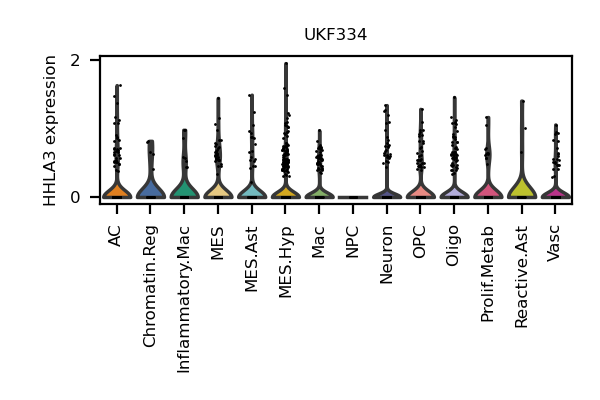 UKF334
HHLA3 expression
2
0
AC
Chromatin.Reg
Inflammatory.Mac
MES
MES.Ast
MES.Hyp
Mac
NPC
Neuron
OPC
Oligo
Prolif.Metab
Reactive.Ast
Vasc